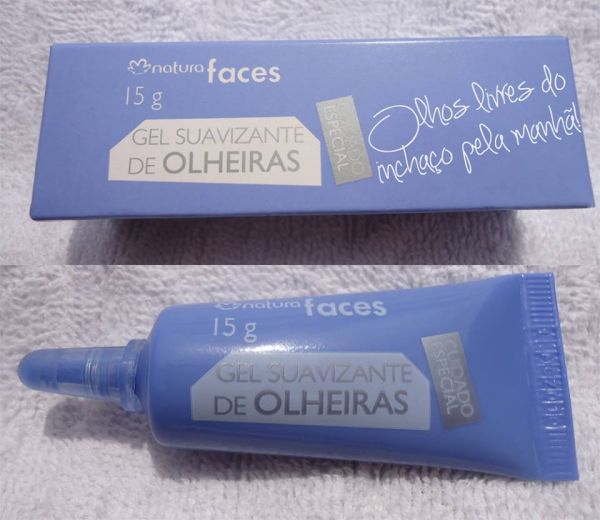 natura faces
15 g
GEL SUAVIZANTE
DE OLHEIRAS
CUIDADO
ESPECIAL
Olhos livres do
inchaço pela manhã!
natura faces
15 g
GEL SUAVIZANTE
DE OLHEIRAS
CUIDADO
ESPECIAL